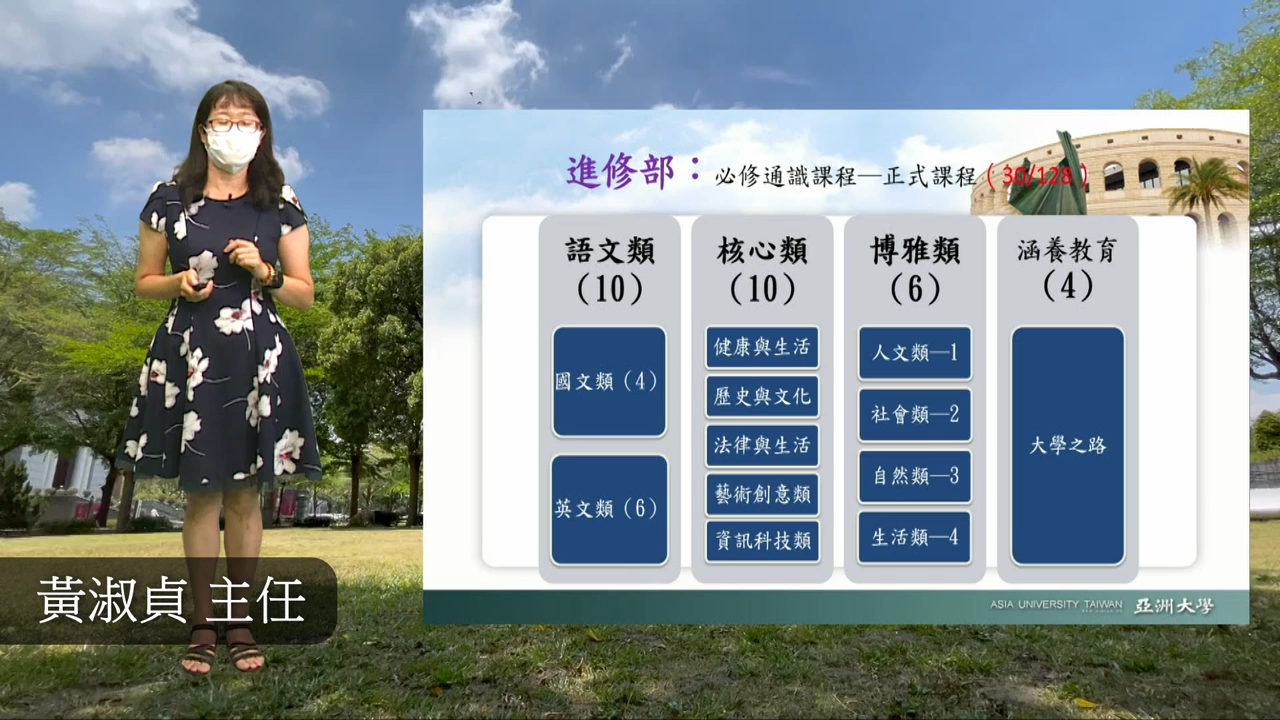 進修部：必修通識課程—正式課程（30/128）
語文類
（10）
國文類（4）
英文類（6）
核心類
（10）
健康與生活
歷史與文化
法律與生活
藝術創意類
資訊科技類
博雅類
（6）
人文類—1
社會類—2
自然類—3
生活類—4
涵養教育
（4）
大學之路
ASIA UNIVERSITY TAIWAN 亞洲大學
黃淑貞 主任